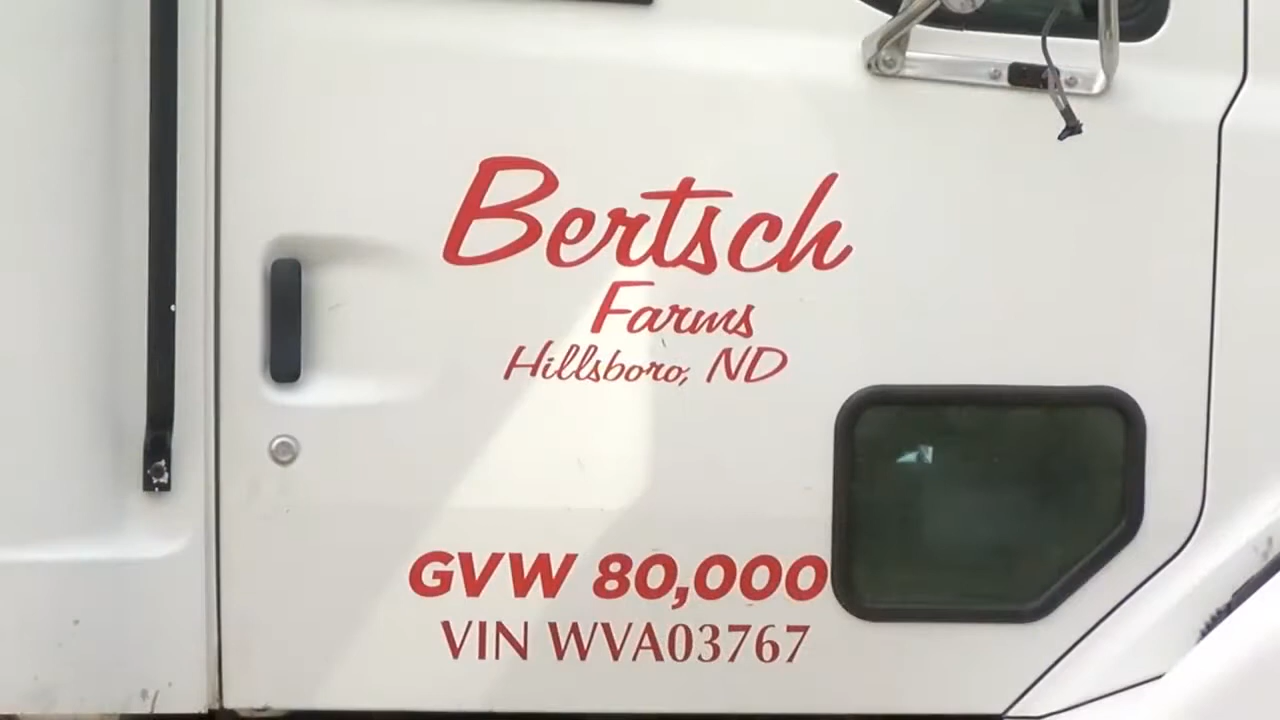 Bertsch
Farms
Hillsboro, ND
GVW 80,000
VIN WVA03767